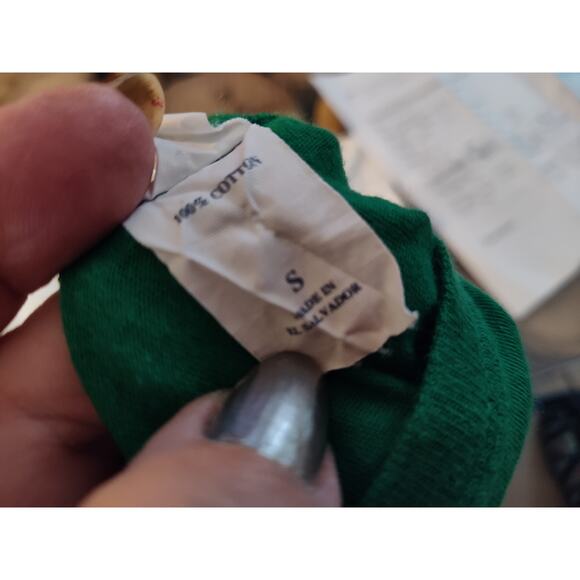 100% COTTON
S
MADE IN
EL SALVADOR